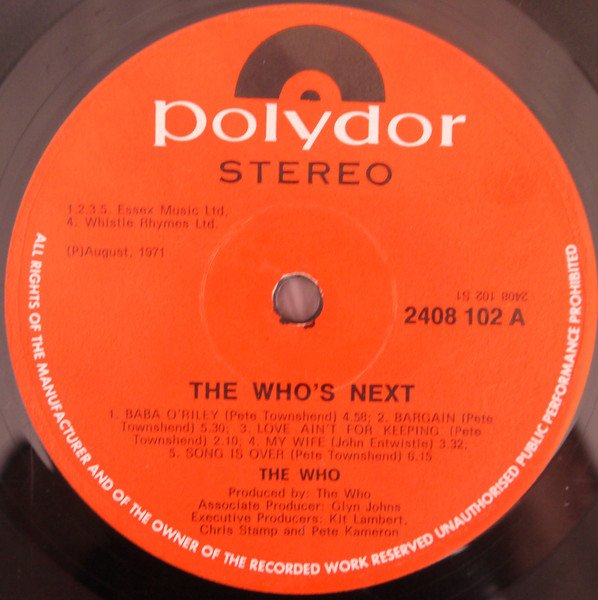 polydor
STEREO
1.2.3.5. Essex Music Ltd.
4. Whistle Rhymes Ltd.
(P)August, 1971
2408 102 S1
2408 102 A
THE WHO'S NEXT
1. BABA O'RILEY (Pete Townshend) 4.58; 2. BARGAIN (Pete
Townshend) 5.30; 3. LOVE AIN'T FOR KEEPING (Pete
Townshend) 2.10; 4. MY WIFE (John Entwistle) 3.32;
5. SONG IS OVER (Pete Townshend) 6.15
THE WHO
Produced by: The Who
Associate Producer: Glyn Johns
Executive Producers: Kit Lambert,
Chris Stamp and Pete Kameron
ALL RIGHTS OF THE MANUFACTURER AND OF THE OWNER OF THE RECORDED WORK RESERVED UNAUTHORISED PUBLIC PERFORMANCE PROHIBITED